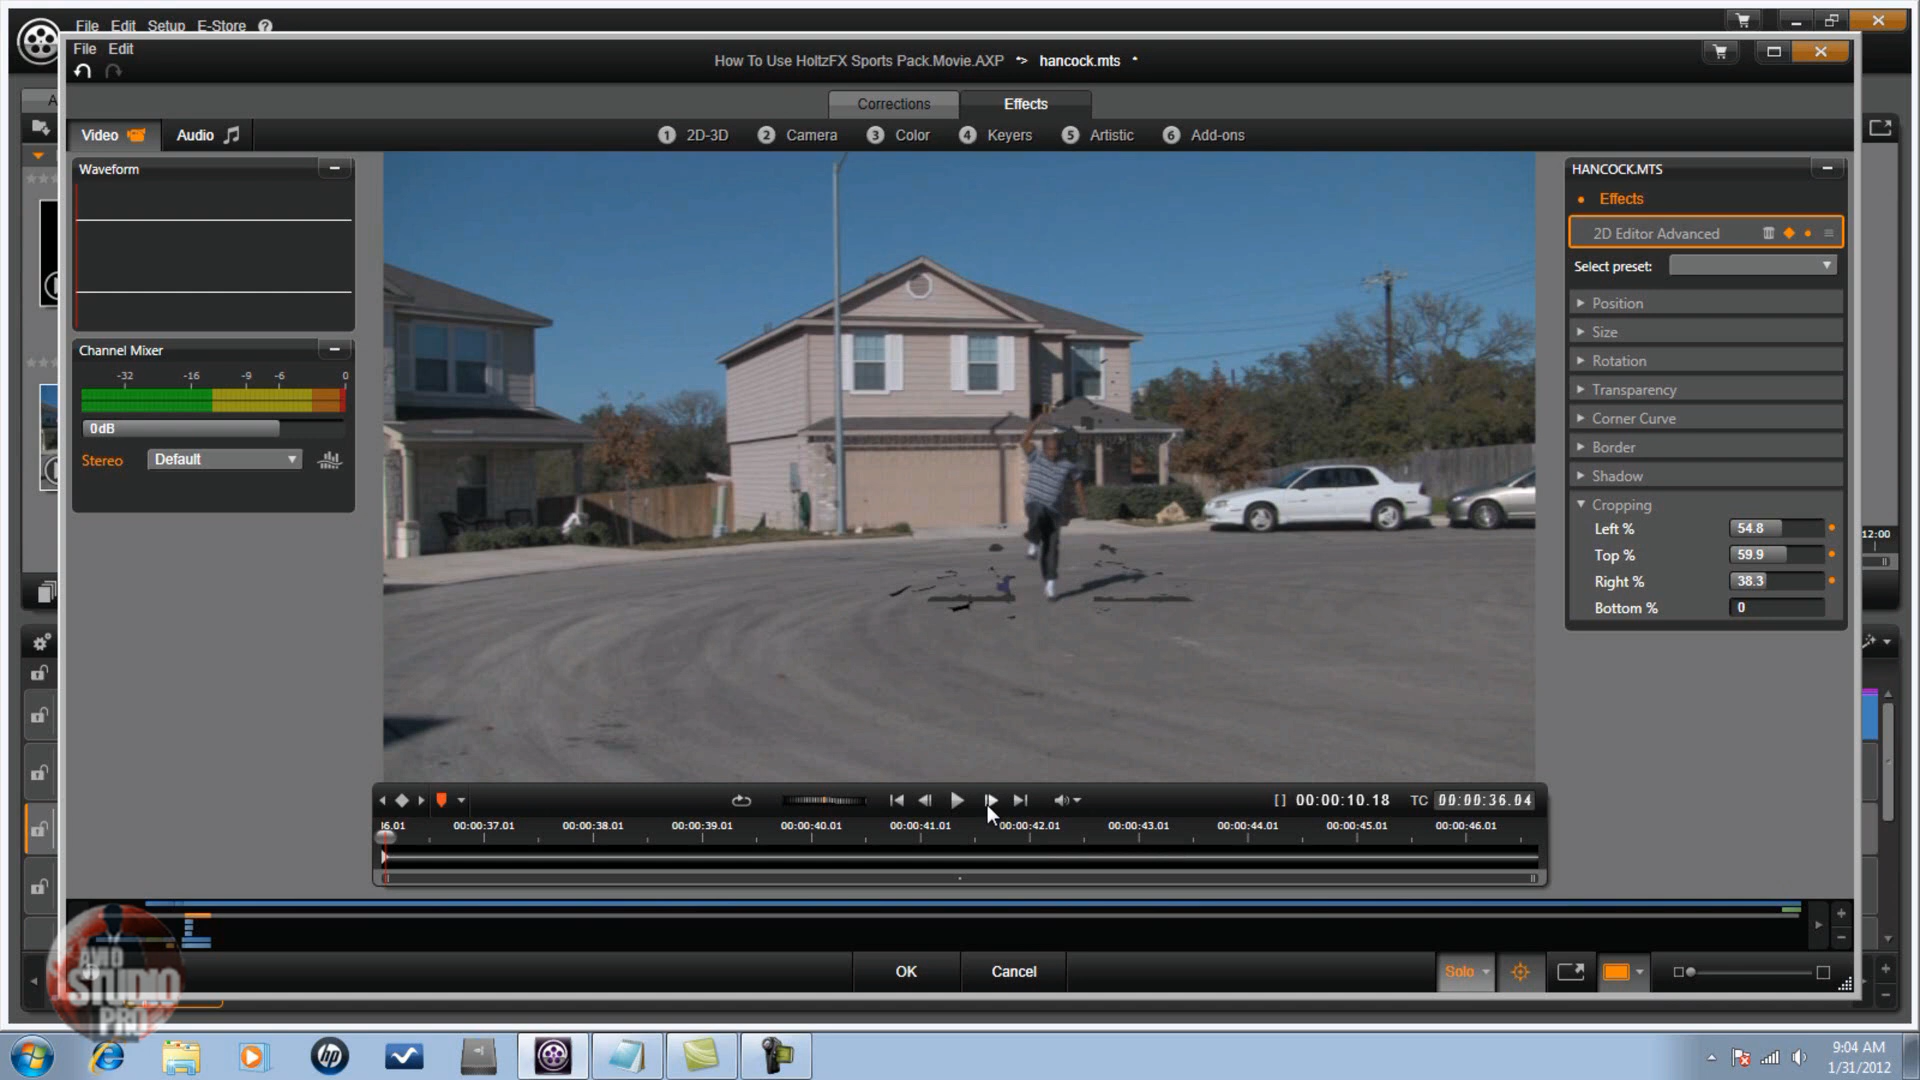 File Edit Setup E-Store ?
File Edit
How To Use HoltzFX Sports Pack.Movie.AXP *> hancock.mts *
Corrections Effects
Video Audio 1 2D-3D 2 Camera 3 Color 4 Keyers 5 Artistic 6 Add-ons
Waveform
HANCOCK.MTS
Effects
2D Editor Advanced
Select preset:
Position
Size
Rotation
Transparency
Corner Curve
Border
Shadow
Cropping
Left % 54.8
Top % 59.9
Right % 38.3
Bottom % 0
Channel Mixer
-32 -16 -9 -6 0
0dB
Stereo Default
12:00
[] 00:00:10.18 TC 00:00:36.04
36.01 00:00:37.01 00:00:38.01 00:00:39.01 00:00:40.01 00:00:41.01 00:00:42.01 00:00:43.01 00:00:44.01 00:00:45.01 00:00:46.01
OK Cancel Solo
AVID
STUDIO
PRO
hp
9:04 AM
1/31/2012